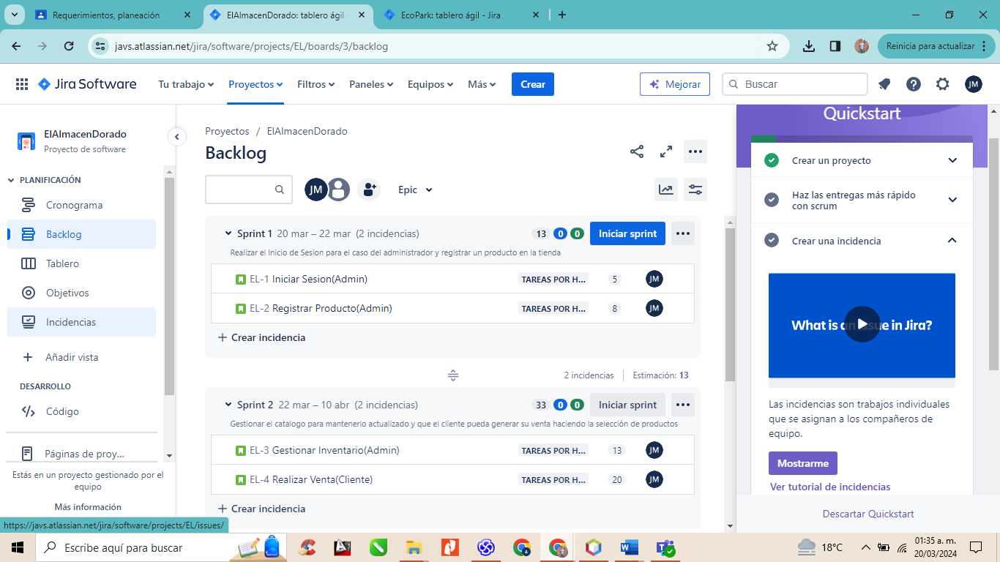 Requerimientos, planeación
ElAlmacenDorado: tablero ágil -
EcoPark: tablero ágil - Jira
javs.atlassian.net/jira/software/projects/EL/boards/3/backlog
Reinicia para actualizar
Jira Software
Tu trabajo
Proyectos
Filtros
Paneles
Equipos
Más
Crear
Mejorar
Buscar
JM
ElAlmacenDorado
Proyecto de software
PLANIFICACIÓN
Cronograma
Backlog
Tablero
Objetivos
Incidencias
Añadir vista
DESARROLLO
Código
Páginas de proy...
Estás en un proyecto gestionado por el
equipo
Más información
https://javs.atlassian.net/jira/software/projects/EL/issues/
Proyectos / ElAlmacenDorado
Backlog
JM
Epic
Sprint 1 20 mar – 22 mar (2 incidencias) 13 0 0 Iniciar sprint
Realizar el Inicio de Sesion para el caso del administrador y registrar un producto en la tienda
EL-1 Iniciar Sesion(Admin) TAREAS POR H... 5 JM
EL-2 Registrar Producto(Admin) TAREAS POR H... 8 JM
+ Crear incidencia
2 incidencias Estimación: 13
Sprint 2 22 mar – 10 abr (2 incidencias) 33 0 0 Iniciar sprint
Gestionar el catalogo para mantenerlo actualizado y que el cliente pueda generar su venta haciendo la selección de productos
EL-3 Gestionar Inventario(Admin) TAREAS POR H... 13 JM
EL-4 Realizar Venta(Cliente) TAREAS POR H... 20 JM
+ Crear incidencia
Quickstart
Crear un proyecto
Haz las entregas más rápido
con scrum
Crear una incidencia
What is an Issue in Jira?
Las incidencias son trabajos individuales
que se asignan a los compañeros de
equipo.
Mostrarme
Ver tutorial de incidencias
Descartar Quickstart
Escribe aquí para buscar
18°C
01:35 a. m.
20/03/2024